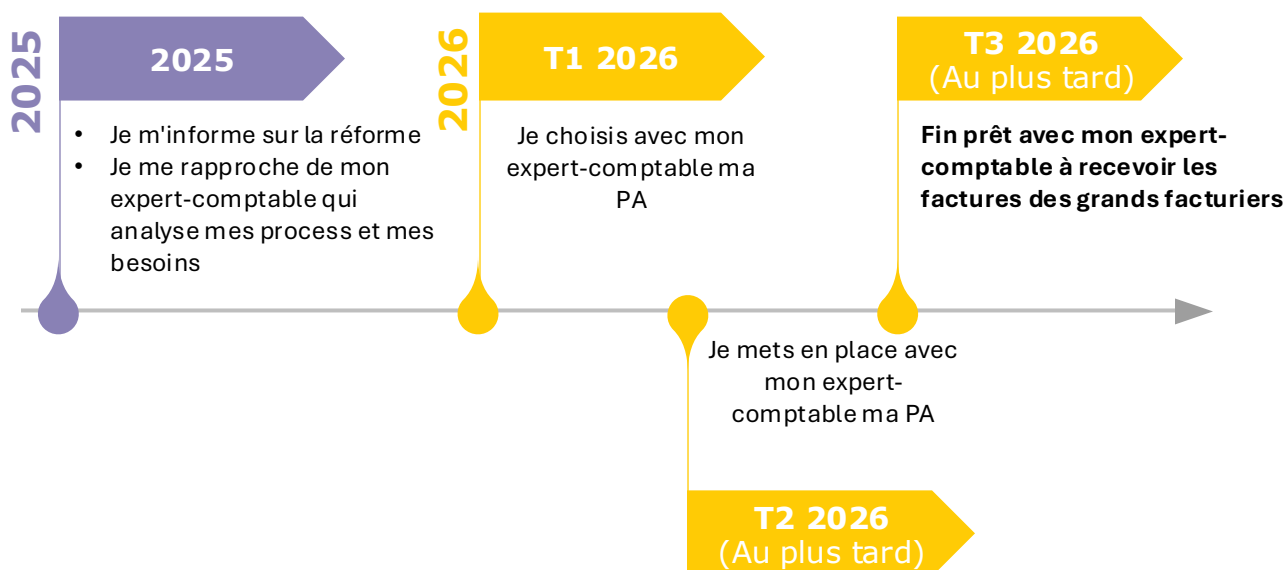 2025
2025
• Je m'informe sur la réforme
• Je me rapproche de mon
expert-comptable qui
analyse mes process et mes
besoins
2026
T1 2026
Je choisis avec mon
expert-comptable ma
PA
T3 2026
(Au plus tard)
Fin prêt avec mon expert-
comptable à recevoir les
factures des grands facturiers
Je mets en place avec
mon expert-
comptable ma PA
T2 2026
(Au plus tard)